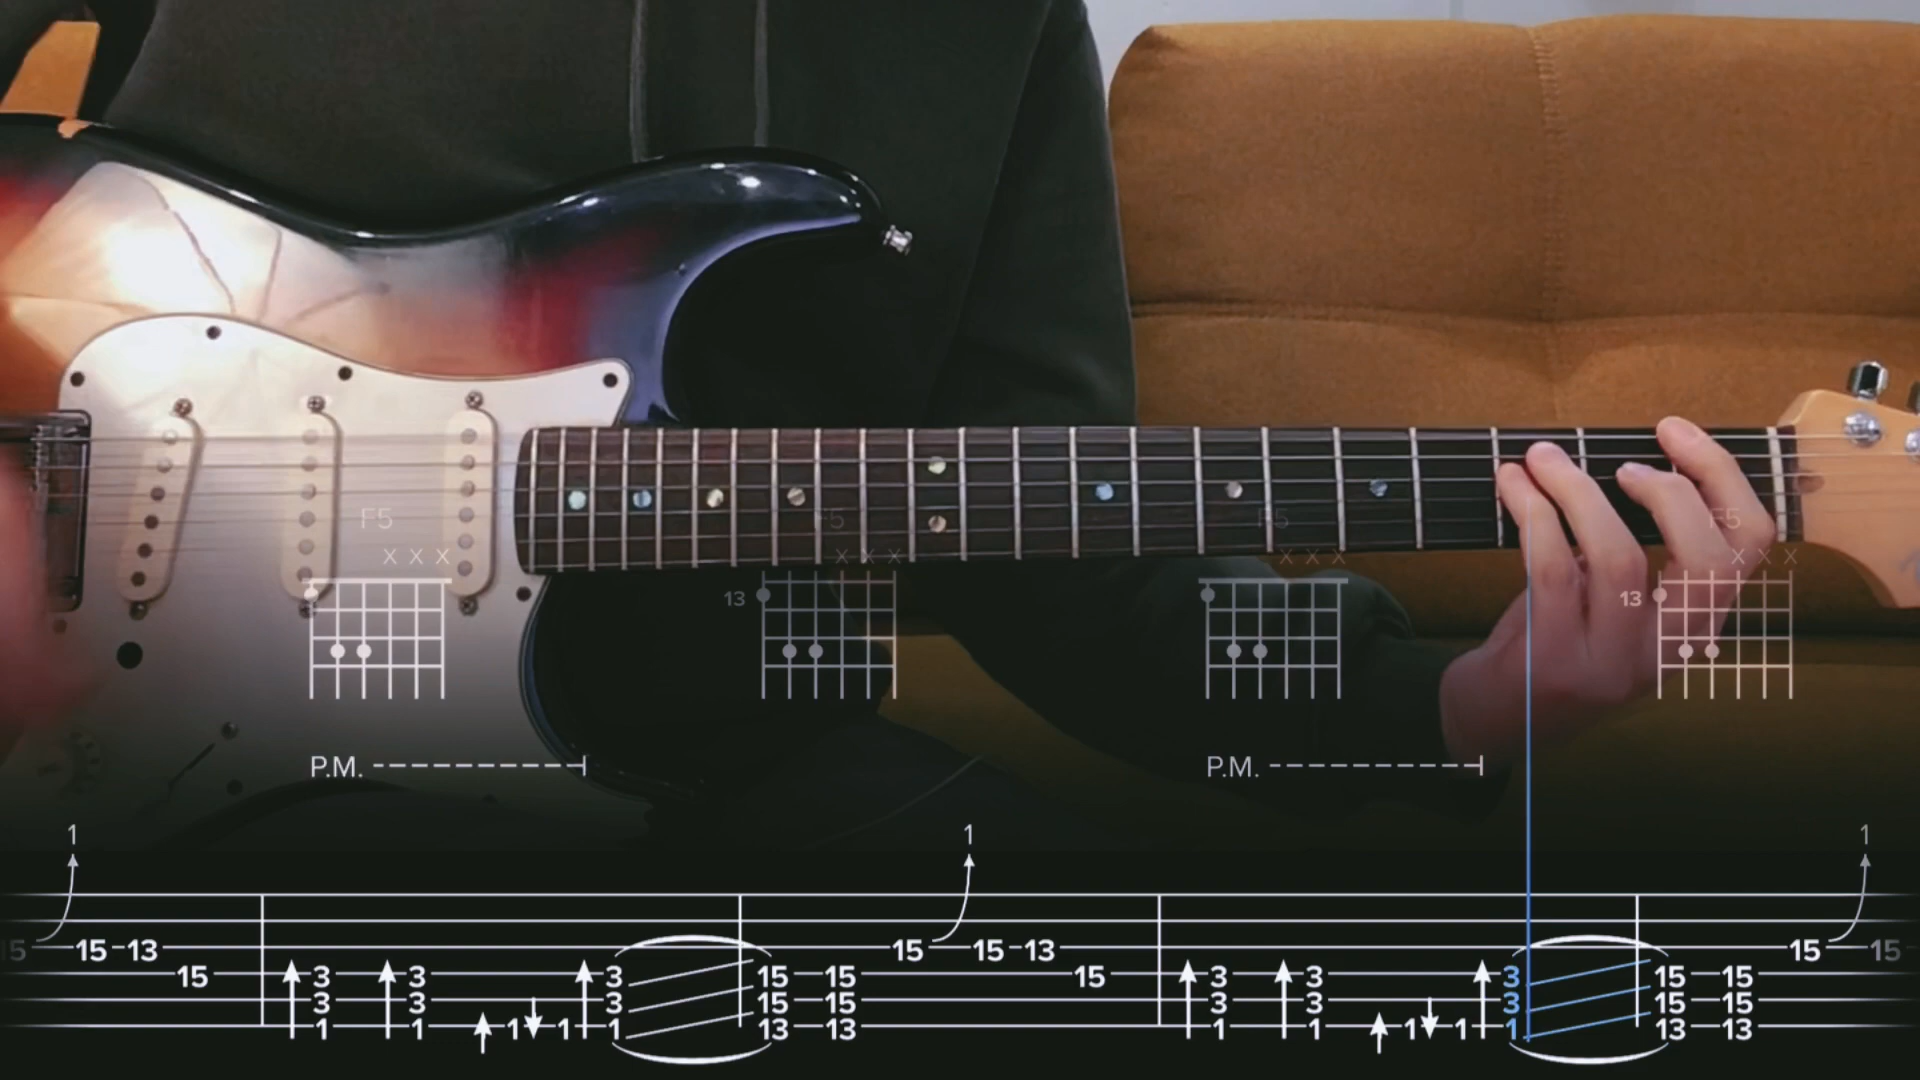 F5 F5 F5 F5
x x x x x x x x x x x x
13 13
P.M. P.M.
1 1 1
15 15 13 15 15 13 15 15
15 3 3 3 15 15 15 3 3 3 15 15
3 3 3 15 15 3 3 3 15 15
1 1 1 1 1 13 13 1 1 1 1 1 13 13